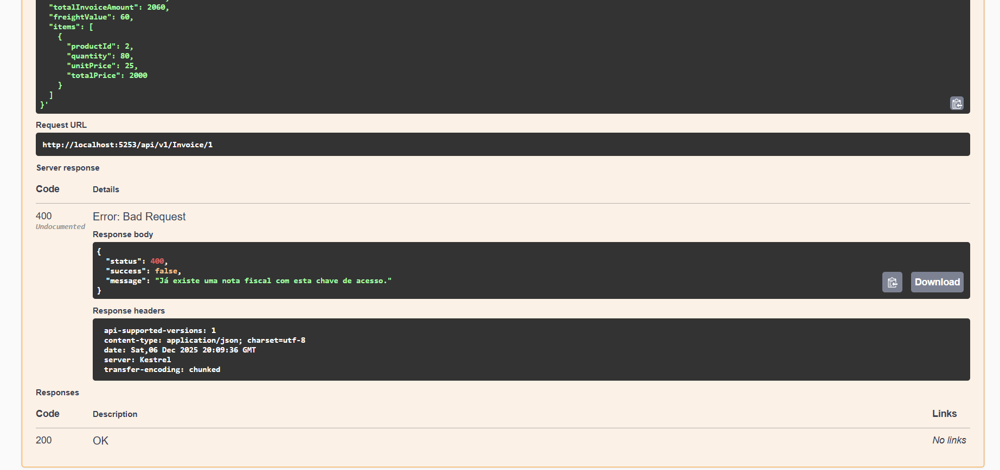 "totalInvoiceAmount": 2060,
"freightValue": 60,
"items": [
{
"productId": 2,
"quantity": 80,
"unitPrice": 25,
"totalPrice": 2000
}
]
}'
Request URL
http://localhost:5253/api/v1/Invoice/1
Server response
Code Details
400 Error: Bad Request
Undocumented
Response body
{
"status": 400,
"success": false,
"message": "Já existe uma nota fiscal com esta chave de acesso."
}
Download
Response headers
api-supported-versions: 1
content-type: application/json; charset=utf-8
date: Sat,06 Dec 2025 20:09:36 GMT
server: Kestrel
transfer-encoding: chunked
Responses
Code Description Links
200 OK No links